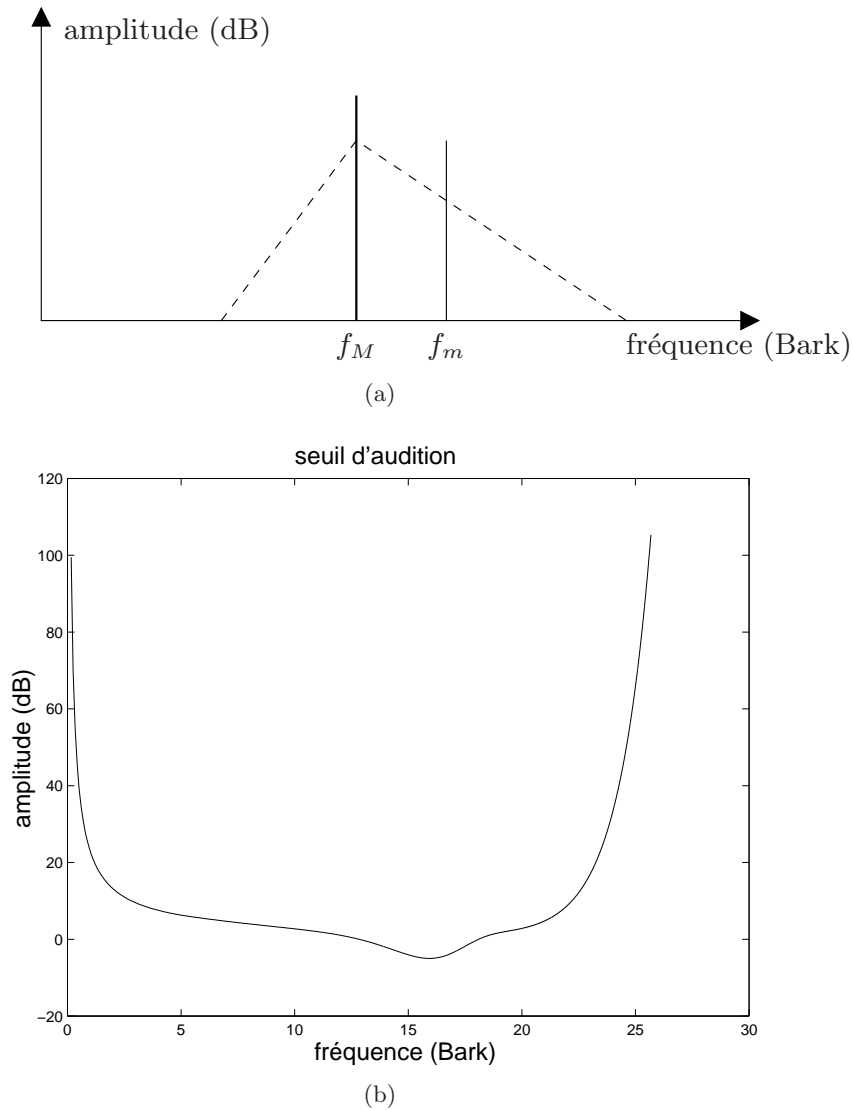 amplitude (dB)
f_M f_m
fréquence (Bark)
(a)
seuil d'audition
120
100
80
60
40
20
0
−20
amplitude (dB)
0 5 10 15 20 25 30
fréquence (Bark)
(b)